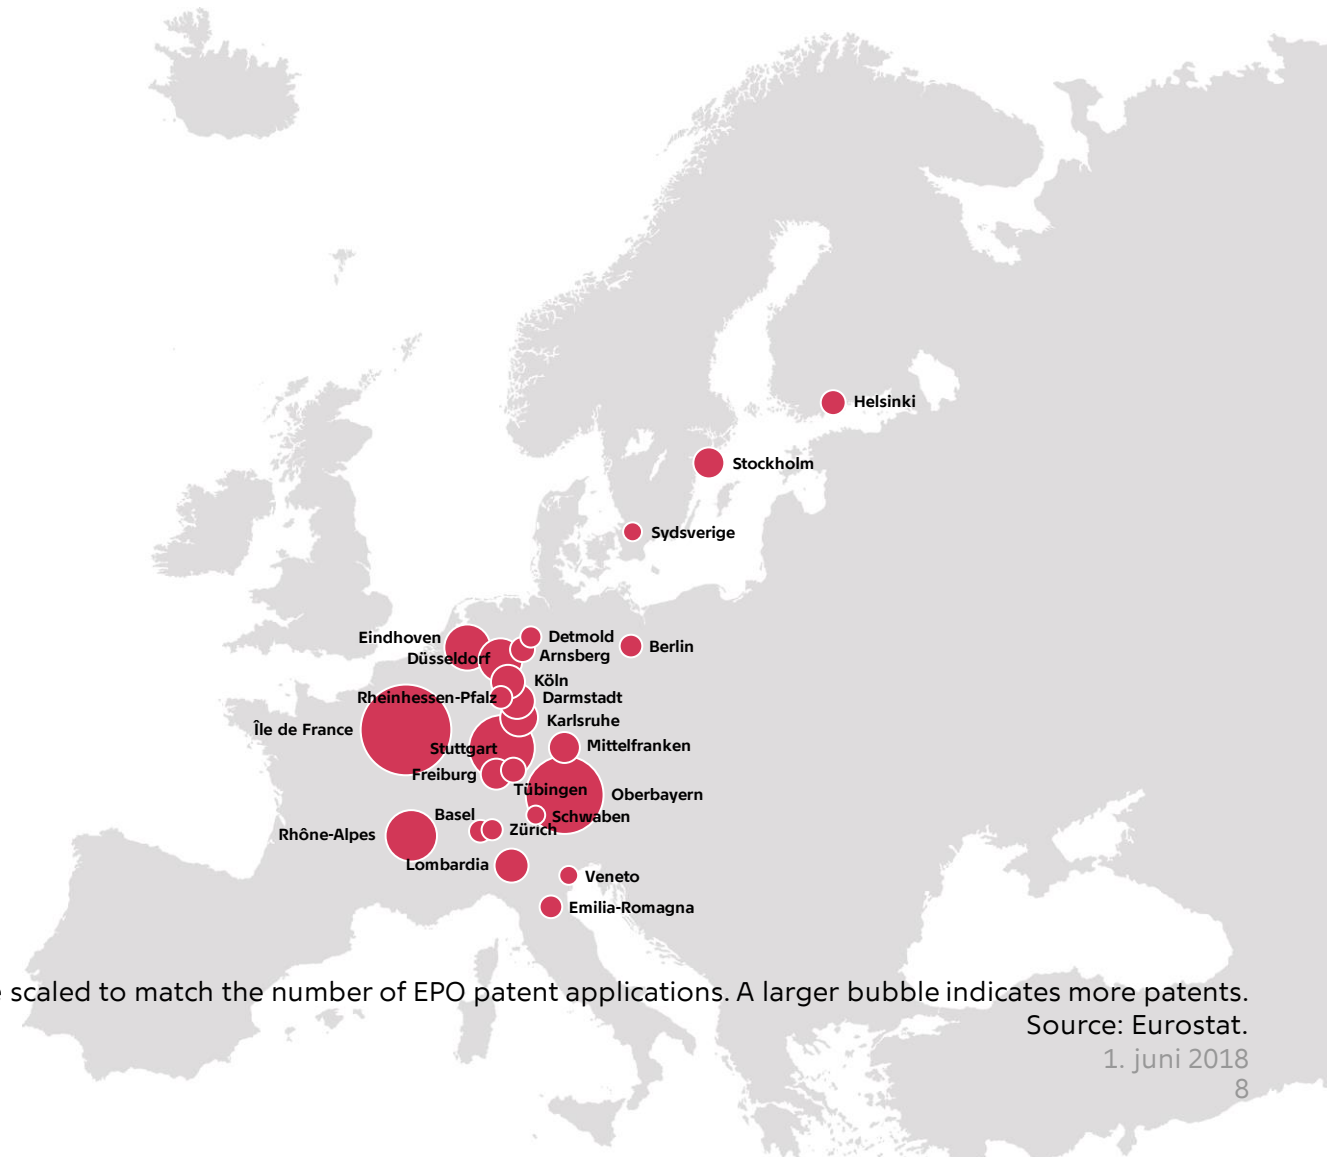 Helsinki
Stockholm
Sydsverige
Eindhoven
Detmold
Berlin
Düsseldorf
Arnsberg
Köln
Rheinhessen-Pfalz
Darmstadt
Karlsruhe
Île de France
Stuttgart
Mittelfranken
Freiburg
Tübingen
Oberbayern
Basel
Schwaben
Zürich
Rhône-Alpes
Lombardia
Veneto
Emilia-Romagna
scaled to match the number of EPO patent applications. A larger bubble indicates more patents.
Source: Eurostat.
1. juni 2018
8